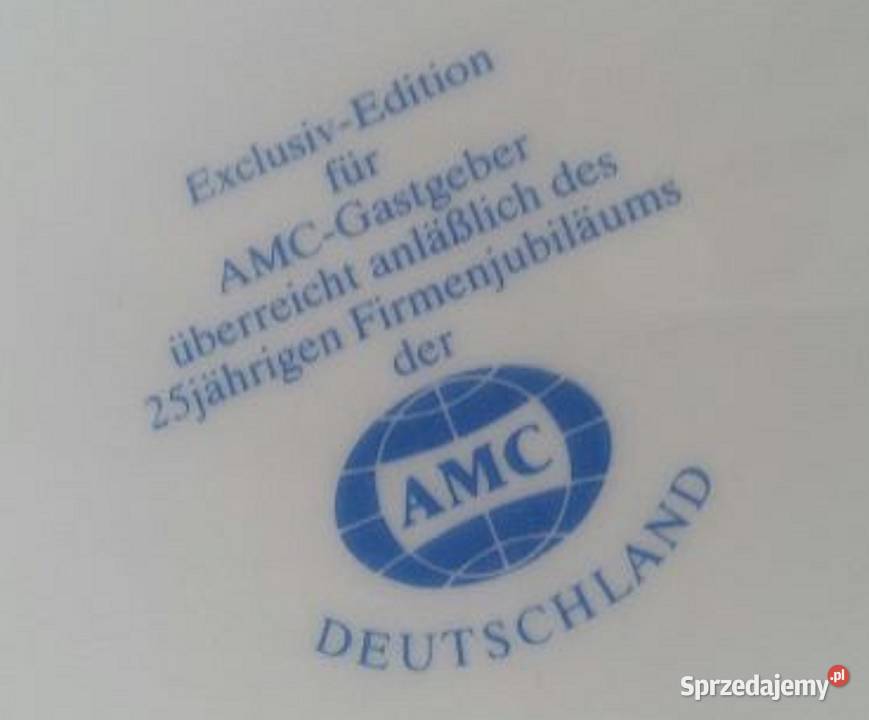 Exclusiv-Edition
für
AMC-Gastgeber
überreicht anläßlich des
25jährigen Firmenjubiläums
der
AMC
DEUTSCHLAND
Sprzedajemy.pl